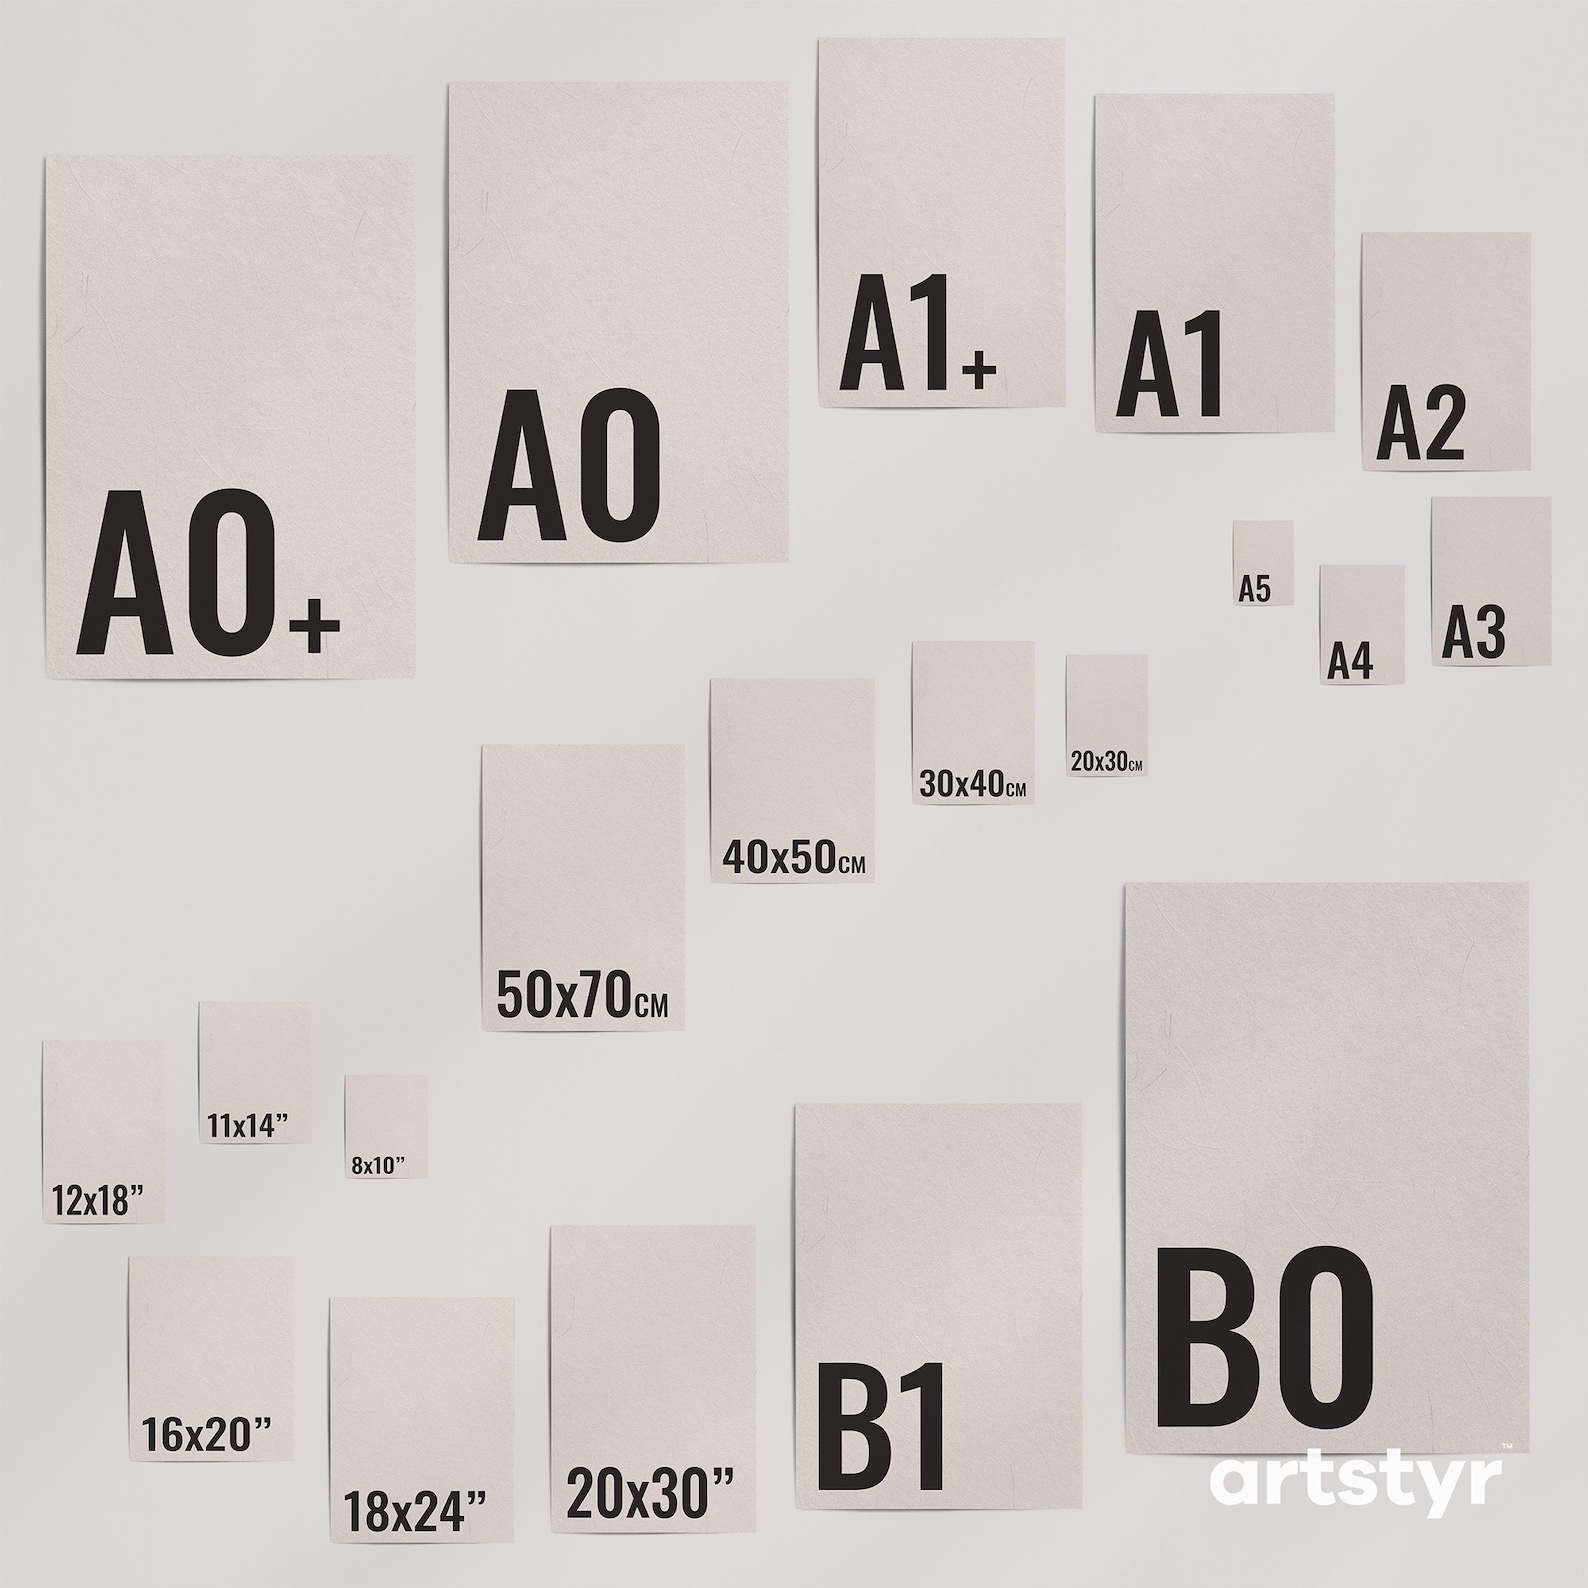 A0+
A0
A1+
A1
A2
A5
A4
A3
20x30CM
30x40CM
40x50CM
50x70CM
11x14”
8x10”
12x18”
16x20”
18x24”
20x30”
B1
B0
artstyr™